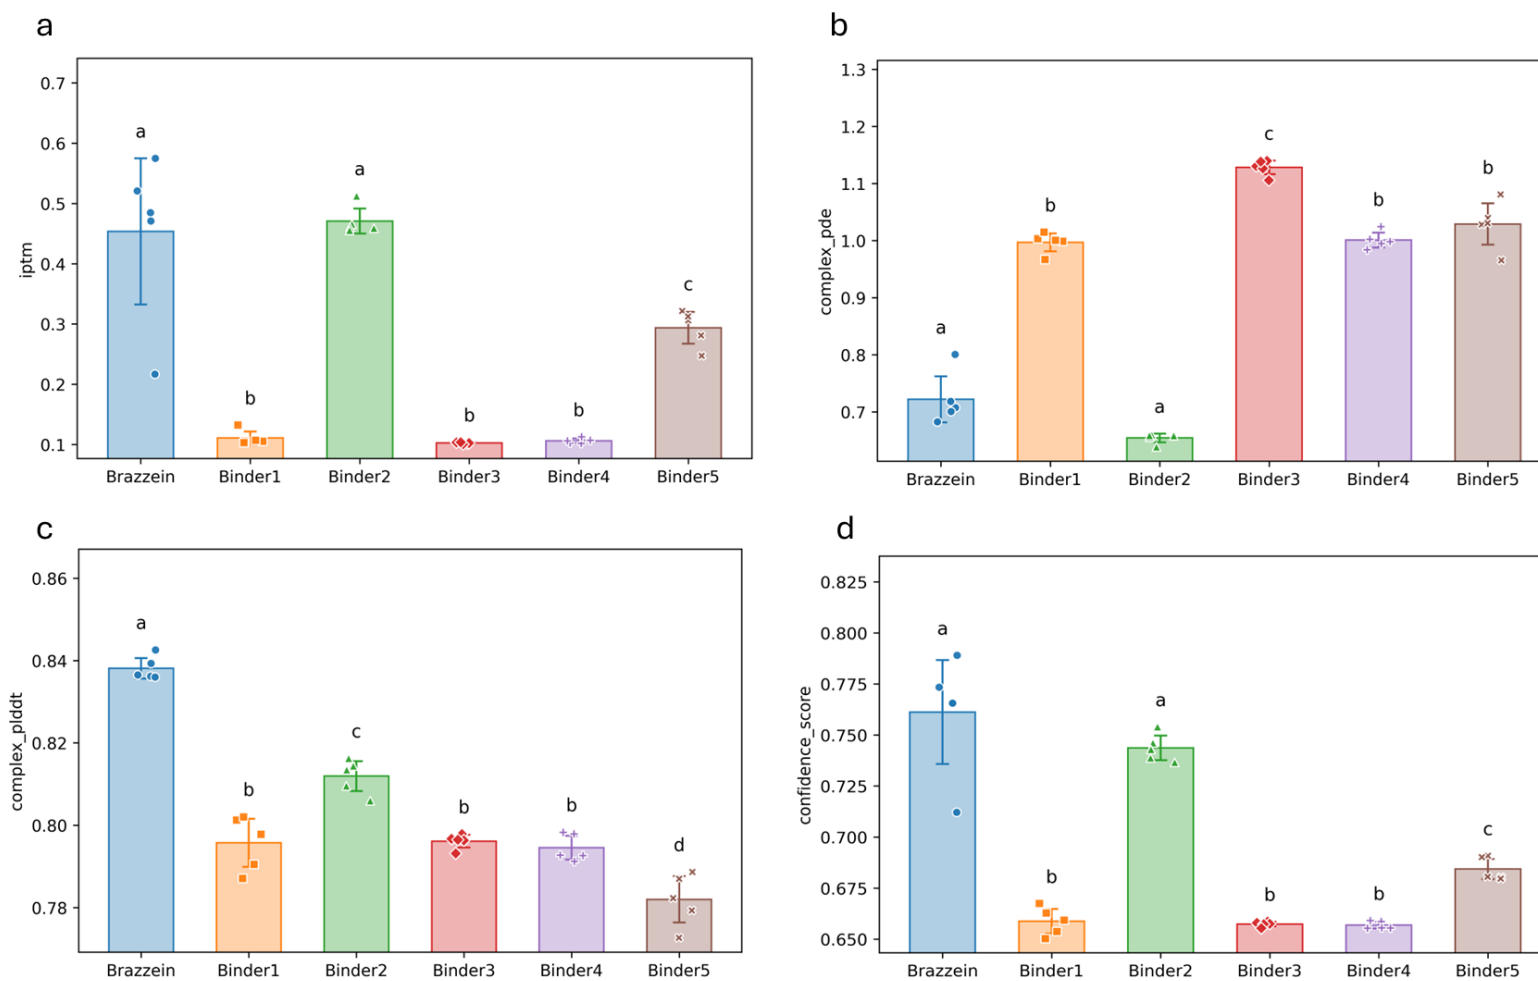 a
iptm
0.7
0.6
0.5
0.4
0.3
0.2
0.1
a
b
a
b
b
c
Brazzein Binder1 Binder2 Binder3 Binder4 Binder5
b
complex_pde
1.3
1.2
1.1
1.0
0.9
0.8
0.7
a
b
a
c
b
b
Brazzein Binder1 Binder2 Binder3 Binder4 Binder5
c
complex_plddt
0.86
0.84
0.82
0.80
0.78
a
b
c
b
b
d
Brazzein Binder1 Binder2 Binder3 Binder4 Binder5
d
confidence_score
0.825
0.800
0.775
0.750
0.725
0.700
0.675
0.650
a
b
a
b
b
c
Brazzein Binder1 Binder2 Binder3 Binder4 Binder5